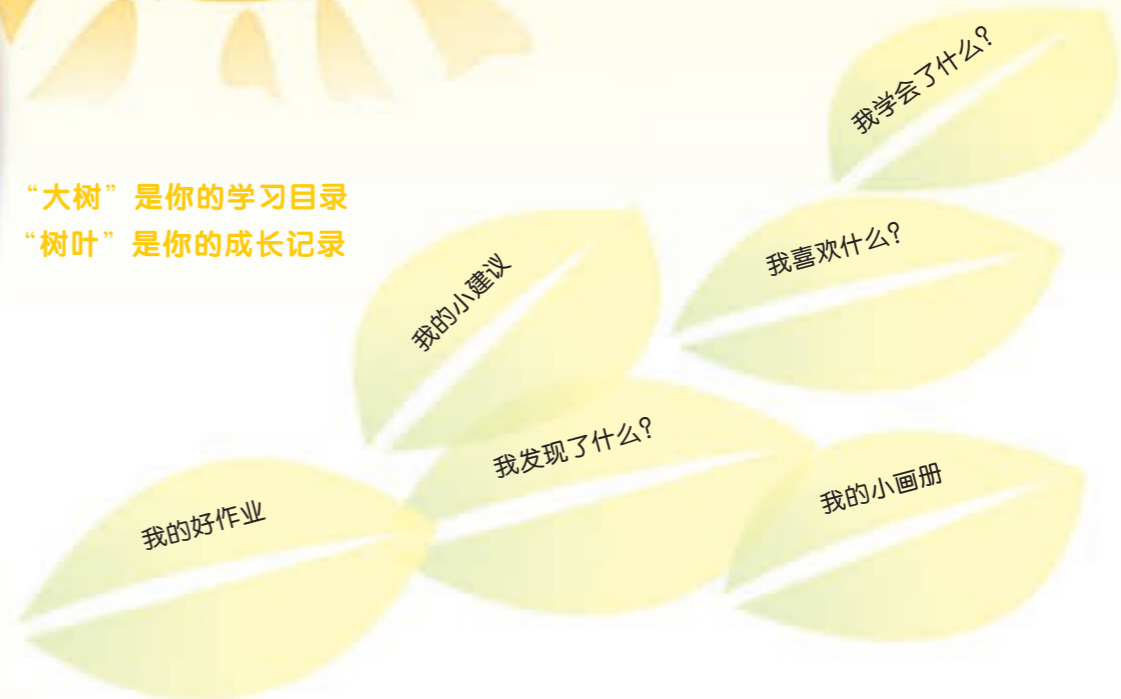 我学会了什么？
“大树”是你的学习目录
“树叶”是你的成长记录
我喜欢什么？
我的小建议
我发现了什么？
我的小画册
我的好作业